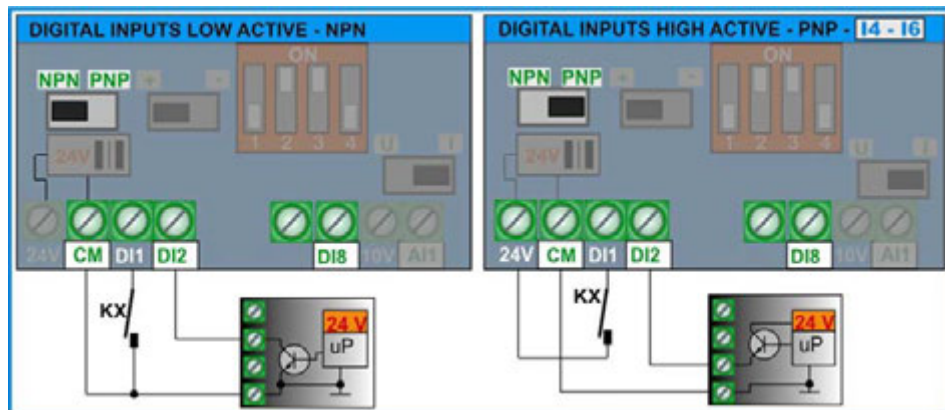 DIGITAL INPUTS LOW ACTIVE - NPN
NPN PNP + -
ON
1 2 3 4
24V
U I
24V CM DI1 DI2 DI8 10V AI1
KX
24 V
uP
DIGITAL INPUTS HIGH ACTIVE - PNP - I4 - I6
NPN PNP + -
ON
1 2 3 4
24V
U I
24V CM DI1 DI2 DI8 10V AI1
KX
24 V
uP